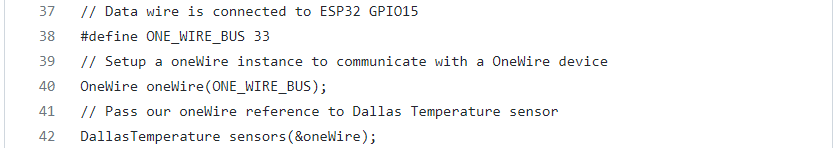 37 // Data wire is connected to ESP32 GPIO15
38 #define ONE_WIRE_BUS 33
39 // Setup a oneWire instance to communicate with a OneWire device
40 OneWire oneWire(ONE_WIRE_BUS);
41 // Pass our oneWire reference to Dallas Temperature sensor
42 DallasTemperature sensors(&oneWire);